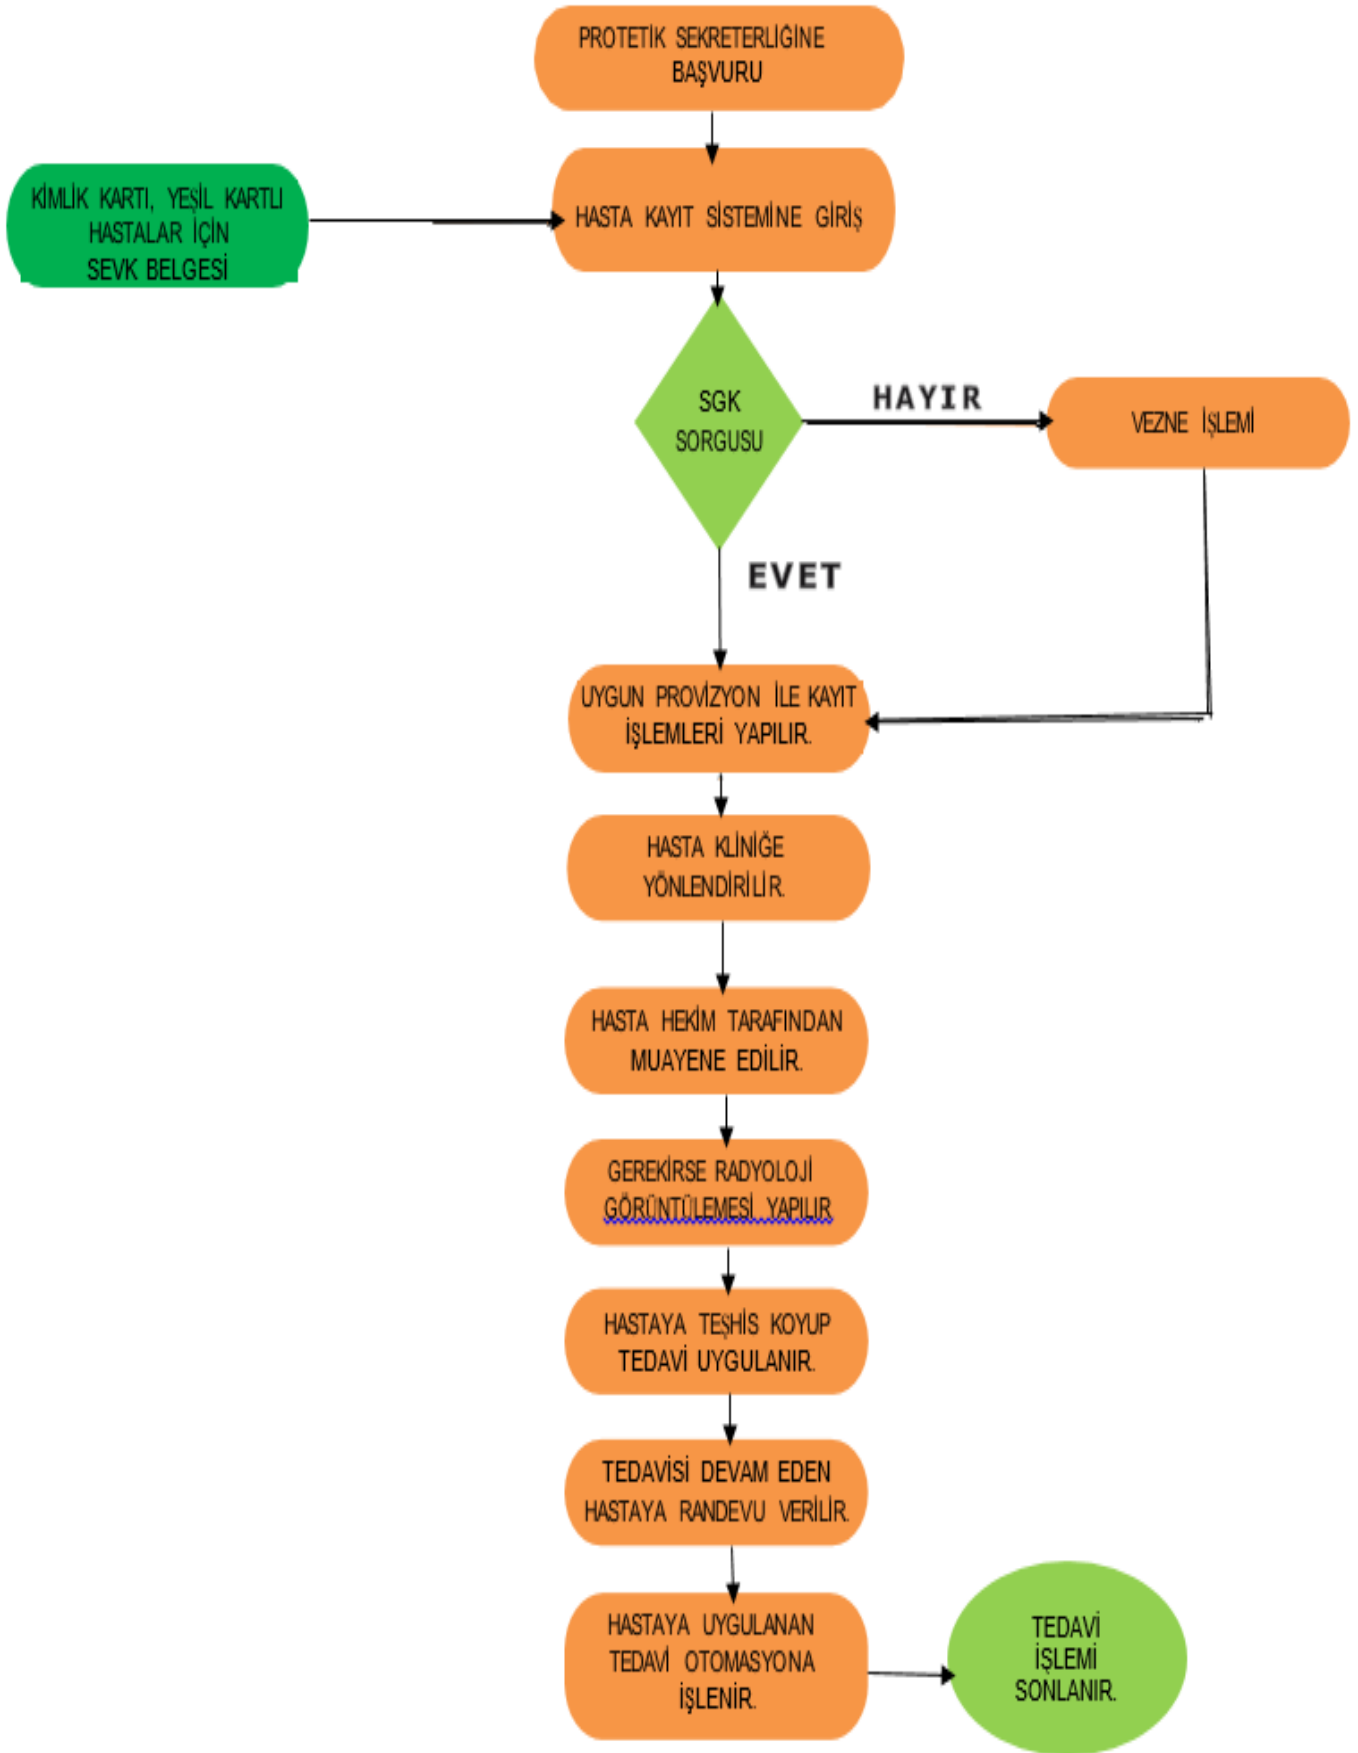 PROTETİK SEKRETERLİĞİNE
BAŞVURU
KİMLİK KARTI, YEŞİL KARTLI
HASTALAR İÇİN
SEVK BELGESİ
HASTA KAYIT SİSTEMİNE GİRİŞ
SGK
SORGUSU
HAYIR
VEZNE İŞLEMİ
EVET
UYGUN PROVİZYON İLE KAYIT
İŞLEMLERİ YAPILIR.
HASTA KLİNİĞE
YÖNLENDİRİLİR.
HASTA HEKİM TARAFINDAN
MUAYENE EDİLİR.
GEREKİRSE RADYOLOJİ
GÖRÜNTÜLEMESİ YAPILIR
HASTAYA TEŞHİS KOYUP
TEDAVİ UYGULANIR.
TEDAVİSİ DEVAM EDEN
HASTAYA RANDEVU VERİLİR.
HASTAYA UYGULANAN
TEDAVİ OTOMASYONA
İŞLENİR.
TEDAVİ
İŞLEMİ
SONLANIR.